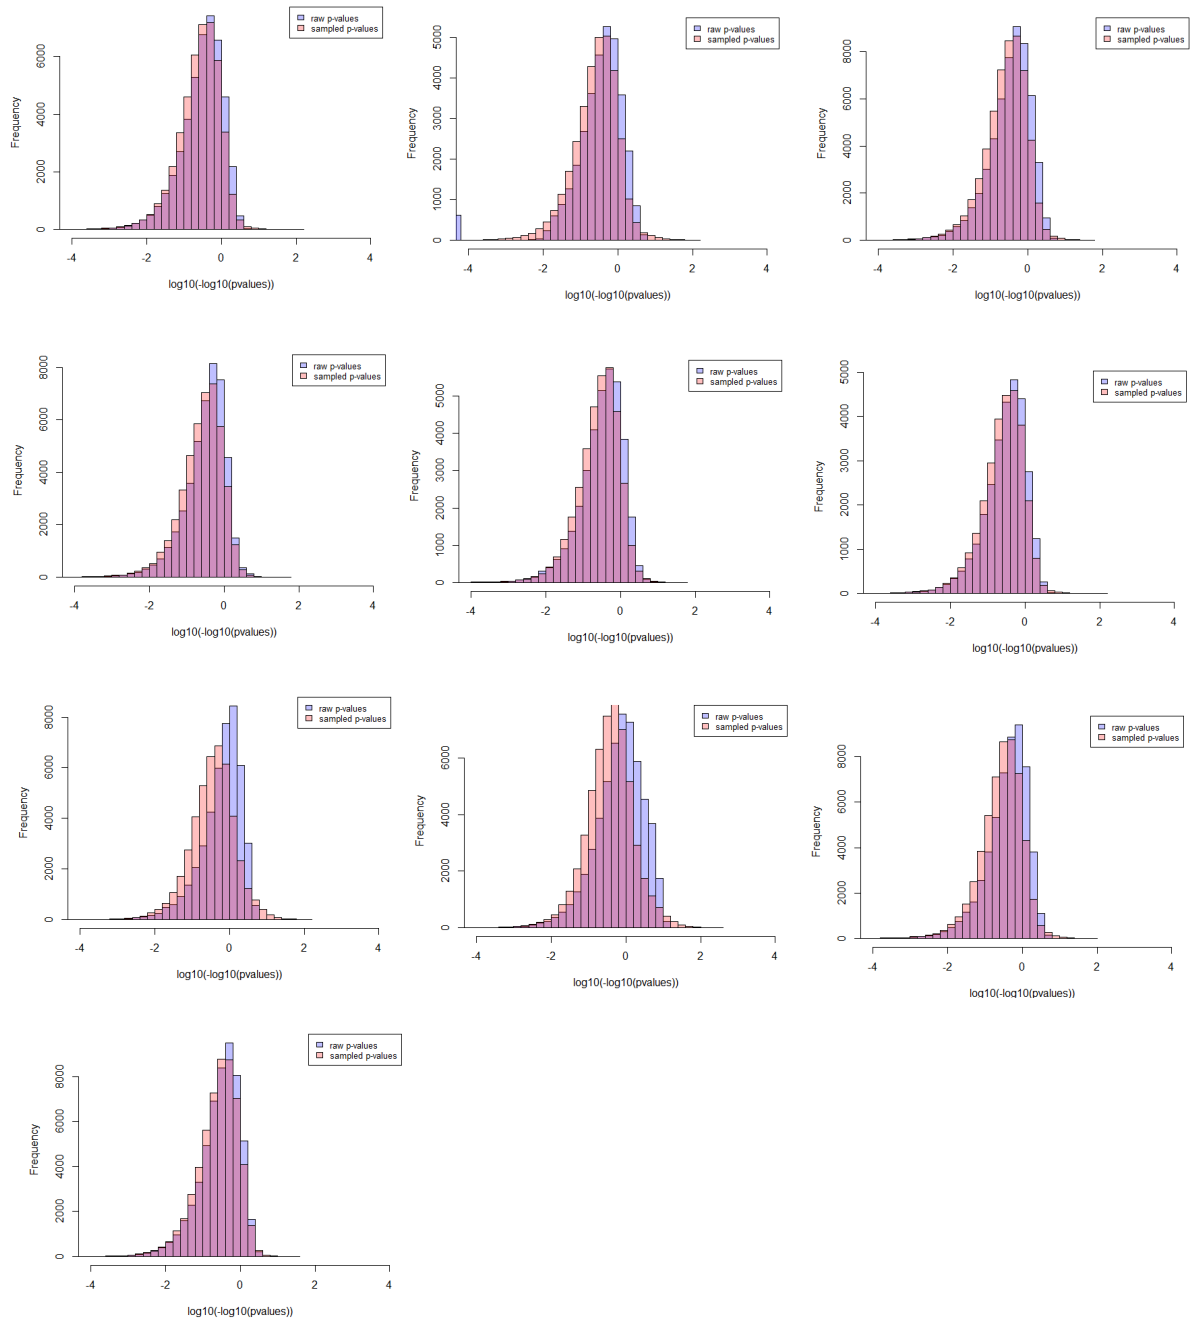 raw p-values
sampled p-values
Frequency
0 2000 4000 6000
-4 -2 0 2 4
log10(-log10(pvalues))
raw p-values
sampled p-values
Frequency
0 1000 2000 3000 4000 5000
-4 -2 0 2 4
log10(-log10(pvalues))
raw p-values
sampled p-values
Frequency
0 2000 4000 6000 8000
-4 -2 0 2 4
log10(-log10(pvalues))
raw p-values
sampled p-values
Frequency
0 2000 4000 6000 8000
-4 -2 0 2 4
log10(-log10(pvalues))
raw p-values
sampled p-values
Frequency
0 1000 2000 3000 4000 5000
-4 -2 0 2 4
log10(-log10(pvalues))
raw p-values
sampled p-values
Frequency
0 1000 2000 3000 4000 5000
-4 -2 0 2 4
log10(-log10(pvalues))
raw p-values
sampled p-values
Frequency
0 2000 4000 6000 8000
-4 -2 0 2 4
log10(-log10(pvalues))
raw p-values
sampled p-values
Frequency
0 2000 4000 6000
-4 -2 0 2 4
log10(-log10(pvalues))
raw p-values
sampled p-values
Frequency
0 2000 4000 6000 8000
-4 -2 0 2 4
log10(-log10(pvalues))
raw p-values
sampled p-values
Frequency
0 2000 4000 6000 8000
-4 -2 0 2 4
log10(-log10(pvalues))